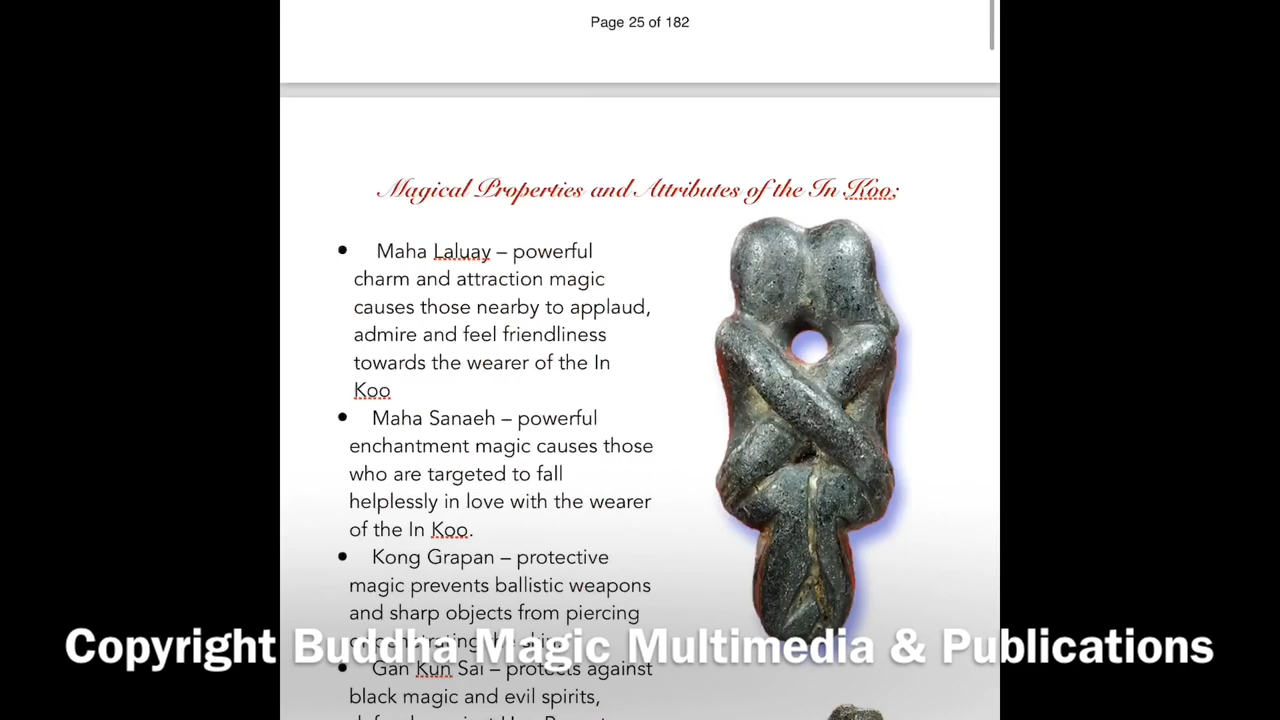 Page 25 of 182
Magical Properties and Attributes of the In Koo;
• Maha Laluay – powerful
charm and attraction magic
causes those nearby to applaud,
admire and feel friendliness
towards the wearer of the In
Koo
• Maha Sanaeh – powerful
enchantment magic causes those
who are targeted to fall
helplessly in love with the wearer
of the In Koo.
• Kong Grapan – protective
magic prevents ballistic weapons
and sharp objects from piercing
Copyright Buddha Magic Multimedia & Publications
• Gan Kun Sai – protects against
black magic and evil spirits,